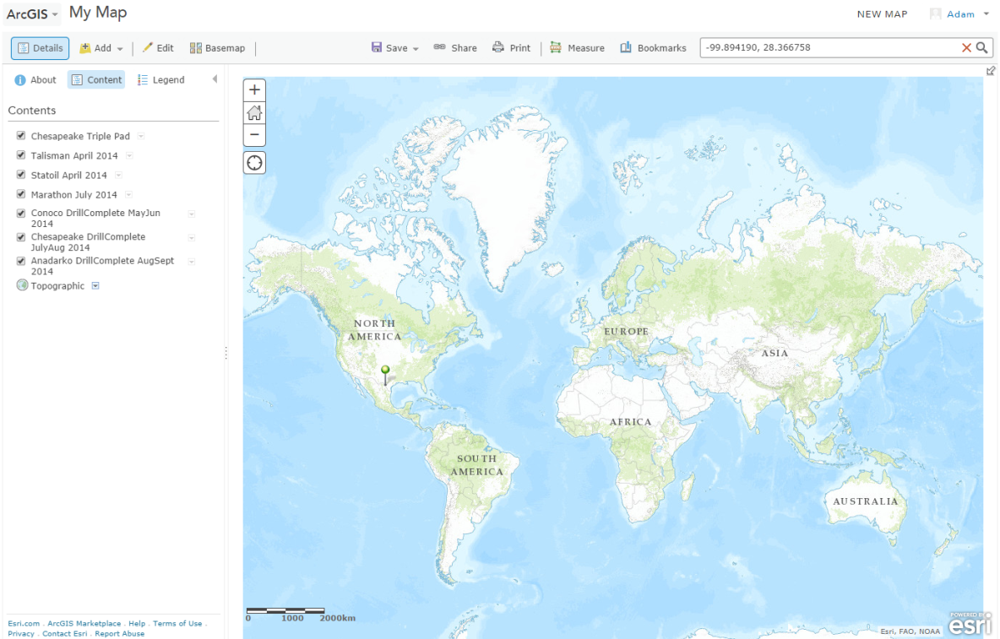 ArcGIS My Map NEW MAP Adam
Details Add Edit Basemap Save Share Print Measure Bookmarks -99.894190, 28.366758
About Content Legend
Contents
Chesapeake Triple Pad
Talisman April 2014
Statoil April 2014
Marathon July 2014
Conoco DrillComplete MayJun
2014
Chesapeake DrillComplete
JulyAug 2014
Anadarko DrillComplete AugSept
2014
Topographic
NORTH
AMERICA
EUROPE
ASIA
AFRICA
SOUTH
AMERICA
AUSTRALIA
0 1000 2000km
Esri.com . ArcGIS Marketplace . Help . Terms of Use .
Privacy . Contact Esri . Report Abuse
Esri, FAO, NOAA
POWERED BY
esri